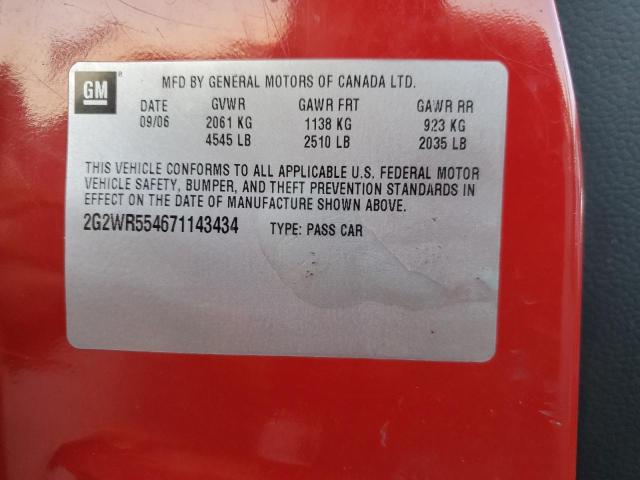 GM ® MFD BY GENERAL MOTORS OF CANADA LTD.
DATE GVWR GAWR FRT GAWR RR
09/06 2061 KG 1138 KG 923 KG
4545 LB 2510 LB 2035 LB
THIS VEHICLE CONFORMS TO ALL APPLICABLE U.S. FEDERAL MOTOR
VEHICLE SAFETY, BUMPER, AND THEFT PREVENTION STANDARDS IN
EFFECT ON THE DATE OF MANUFACTURE SHOWN ABOVE.
2G2WR554671143434 TYPE: PASS CAR